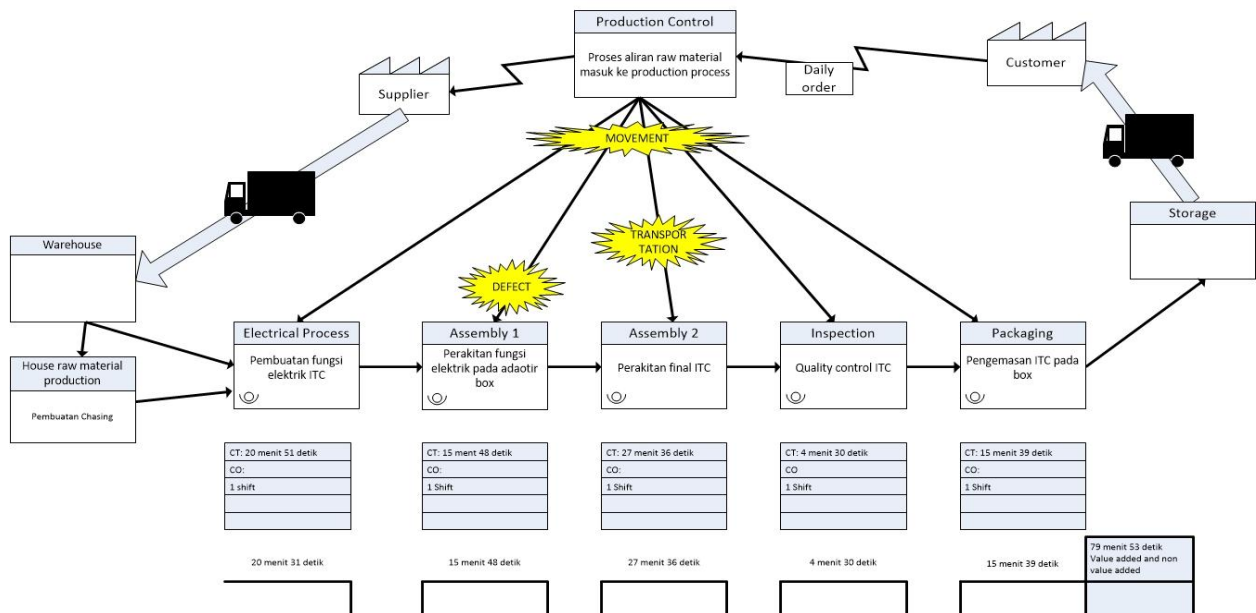 Production Control
Proses aliran raw material
masuk ke production process
Supplier
Daily
order
Customer
MOVEMENT
TRANSPOR
TATION
DEFECT
Warehouse
Storage
House raw material
production
Pembuatan Chasing
Electrical Process
Pembuatan fungsi
elektrik ITC
Assembly 1
Perakitan fungsi
elektrik pada adaotir
box
Assembly 2
Perakitan final ITC
Inspection
Quality control ITC
Packaging
Pengemasan ITC pada
box
CT: 20 menit 51 detik
CO:
1 shift
CT: 15 ment 48 detik
CO:
1 Shift
CT: 27 menit 36 detik
CO:
1 Shift
CT: 4 menit 30 detik
CO
1 Shift
CT: 15 menit 39 detik
CO:
1 Shift
20 menit 31 detik
15 menit 48 detik
27 menit 36 detik
4 menit 30 detik
15 menit 39 detik
79 menit 53 detik
Value added and non
value added